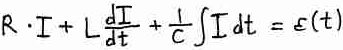 R · I + L dI/dt + 1/C ∫ I dt = ε(t)